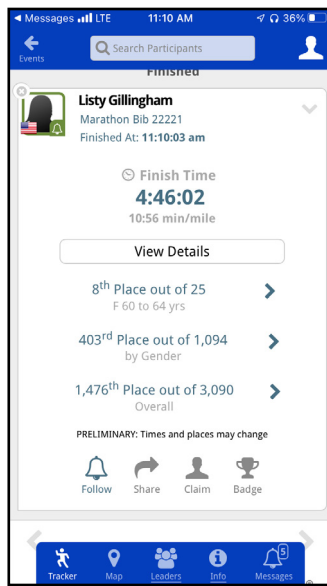 Messages LTE 11:10 AM 36%
Events
Search Participants
Finished
Listy Gillingham
Marathon Bib 22221
Finished At: 11:10:03 am
Finish Time
4:46:02
10:56 min/mile
View Details
8th Place out of 25
F 60 to 64 yrs
403rd Place out of 1,094
by Gender
1,476th Place out of 3,090
Overall
PRELIMINARY: Times and places may change
Follow Share Claim Badge
5
Tracker Map Leaders Info Messages